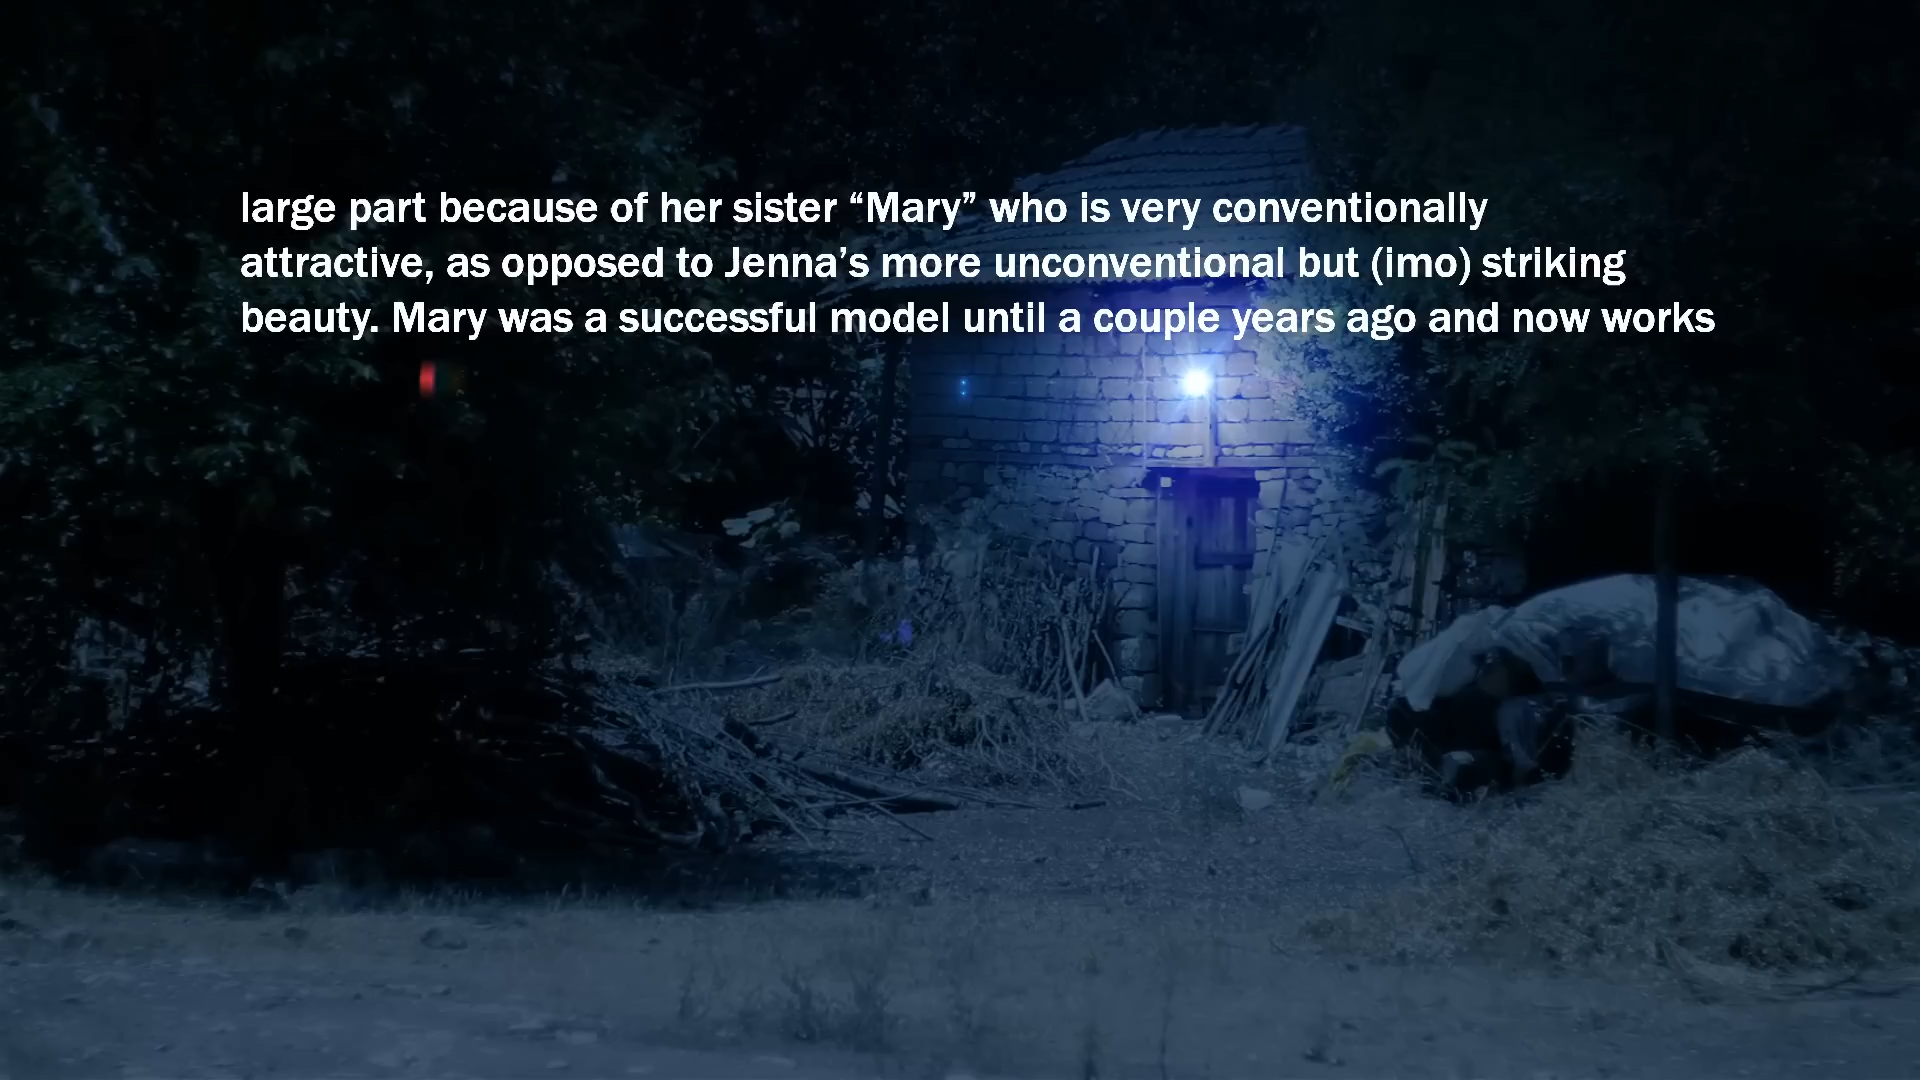 large part because of her sister “Mary” who is very conventionally
attractive, as opposed to Jenna’s more unconventional but (imo) striking
beauty. Mary was a successful model until a couple years ago and now works